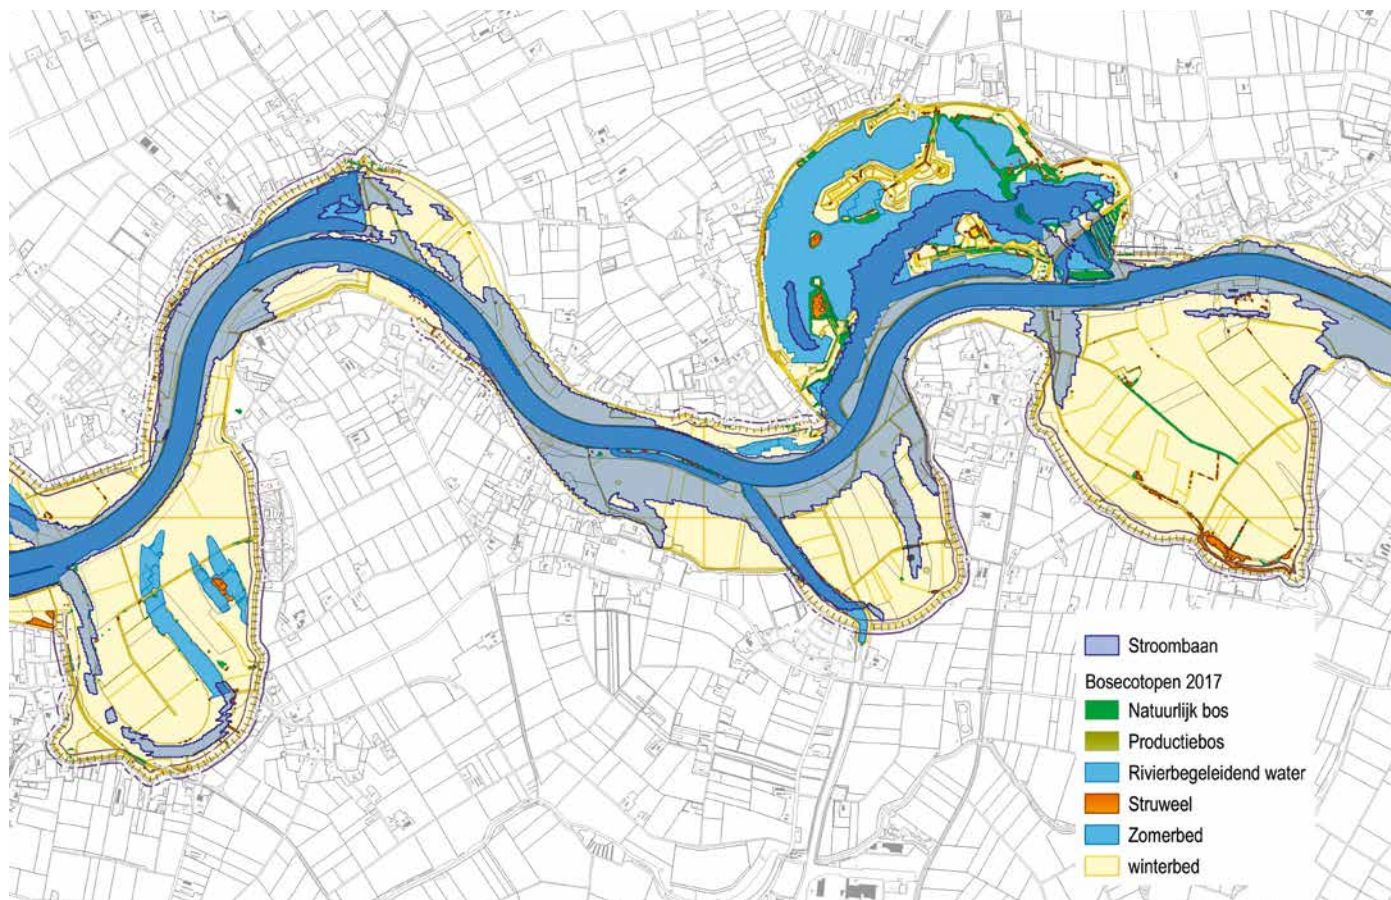 Stroombaan
Bosecotopen 2017
Natuurlijk bos
Productiebos
Rivierbegeleidend water
Struweel
Zomerbed
winterbed